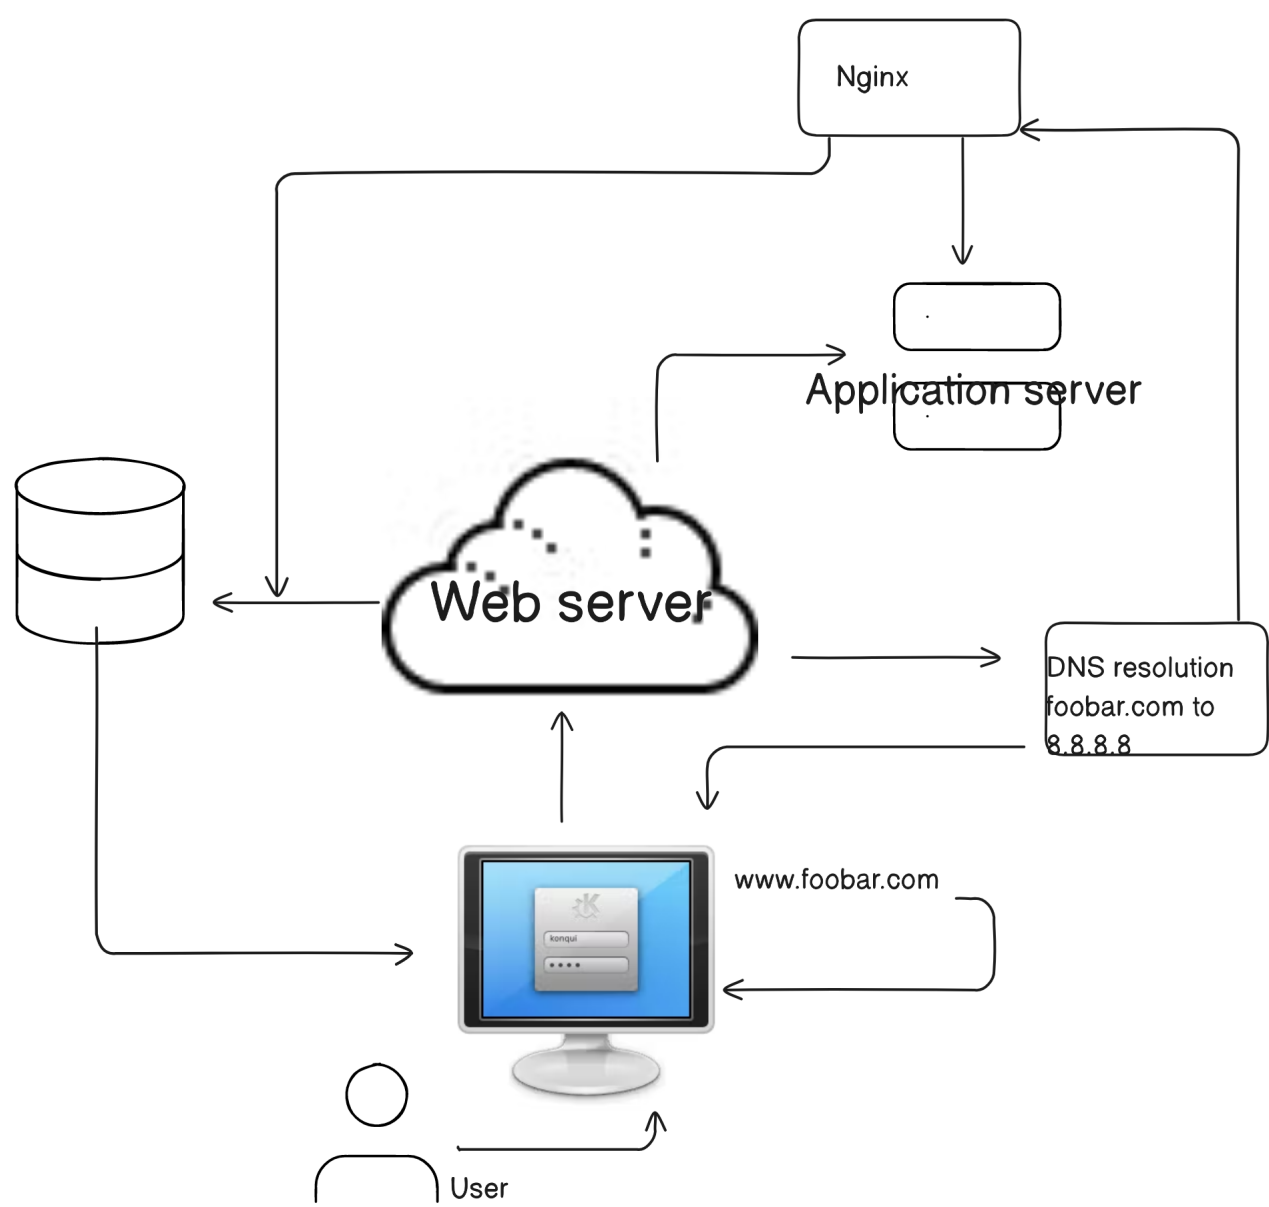 Nginx
Application server
Web server
DNS resolution
foobar.com to
8.8.8.8
www.foobar.com
konqui
User